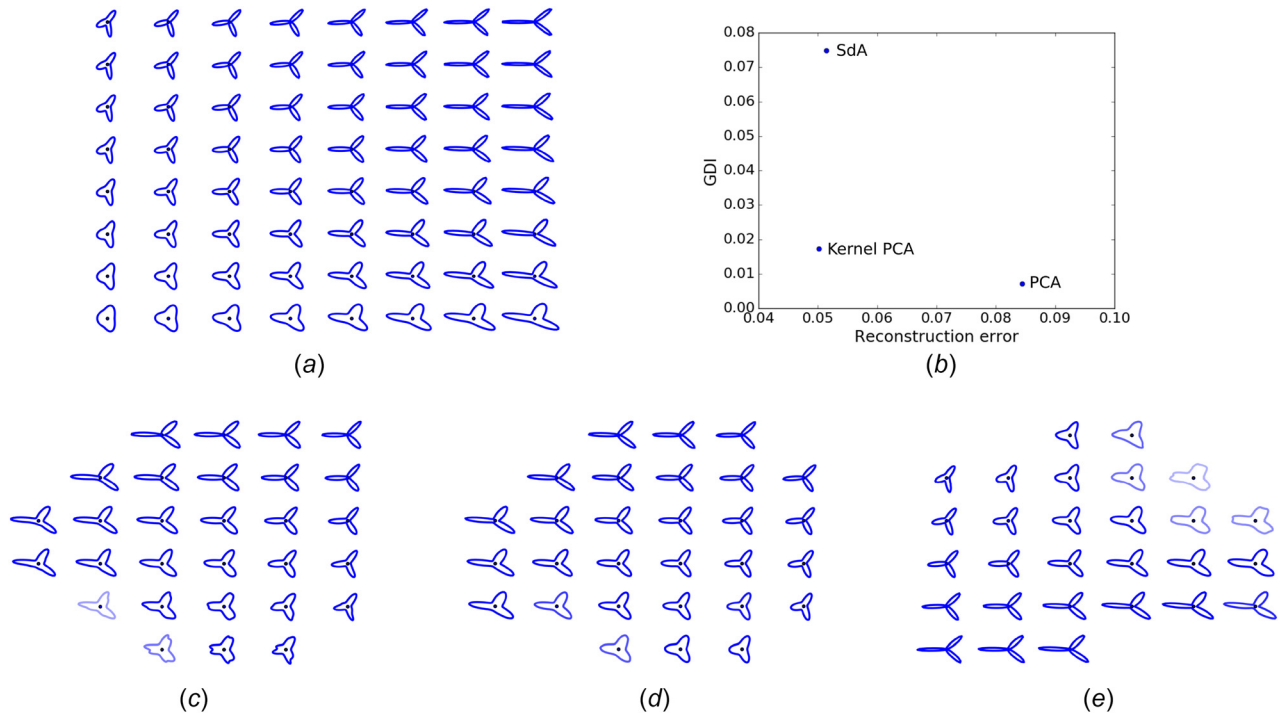 (a)
0.08
0.07
0.06
0.05
0.04
0.03
0.02
0.01
0.00
GDI
SdA
Kernel PCA
PCA
0.04 0.05 0.06 0.07 0.08 0.09 0.10
Reconstruction error
(b)
(c) (d) (e)